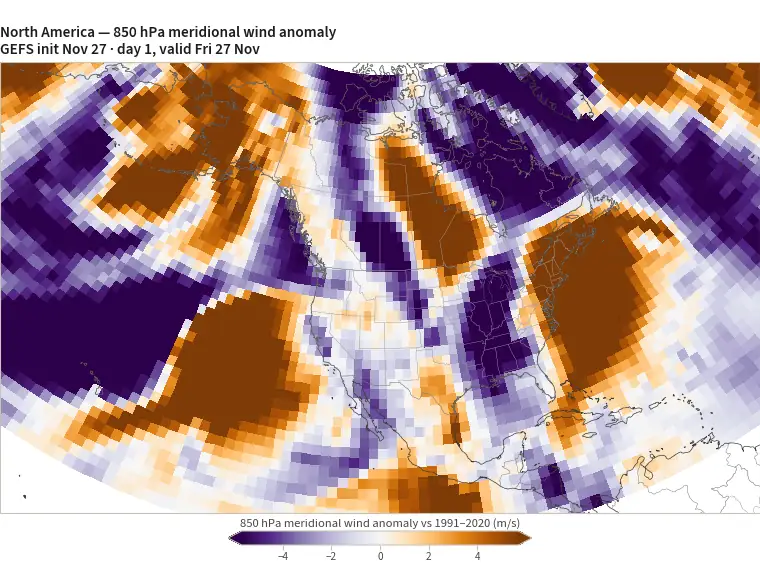 North America — 850 hPa meridional wind anomaly
GEFS init Nov 27 · day 1, valid Fri 27 Nov
850 hPa meridional wind anomaly vs 1991–2020 (m/s)
−4 −2 0 2 4